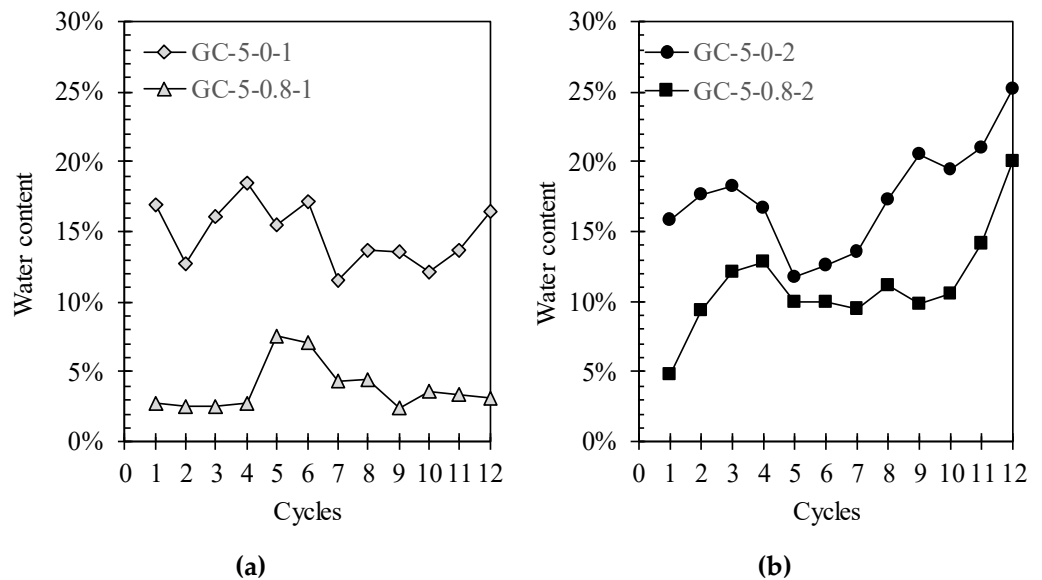 30%
25%
20%
15%
10%
5%
0%
Water content
GC-5-0-1
GC-5-0.8-1
0 1 2 3 4 5 6 7 8 9 10 11 12
Cycles
(a)
30%
25%
20%
15%
10%
5%
0%
Water content
GC-5-0-2
GC-5-0.8-2
0 1 2 3 4 5 6 7 8 9 10 11 12
Cycles
(b)